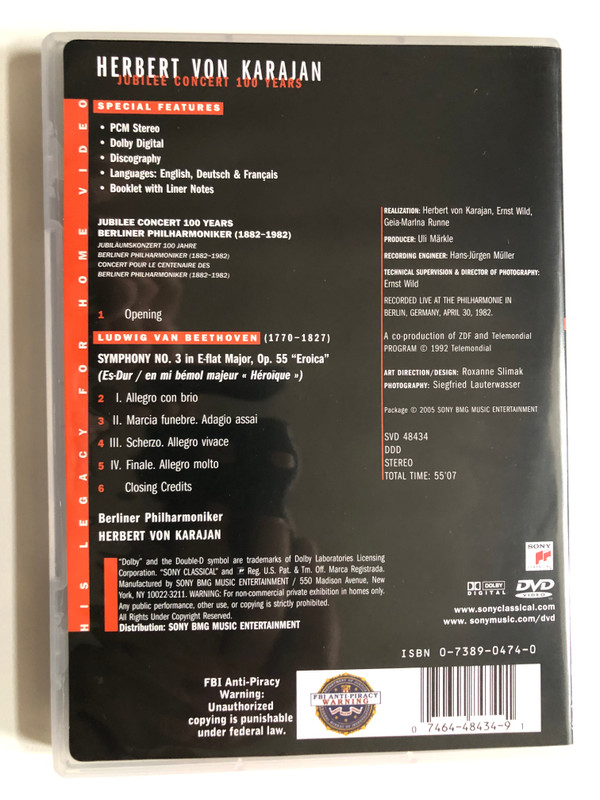 HERBERT VON KARAJAN
JUBILEE CONCERT 100 YEARS
HIS LEGACY FOR HOME VIDEO
SPECIAL FEATURES
• PCM Stereo
• Dolby Digital
• Discography
• Languages: English, Deutsch & Français
• Booklet with Liner Notes
JUBILEE CONCERT 100 YEARS
BERLINER PHILHARMONIKER (1882–1982)
JUBILÄUMSKONZERT 100 JAHRE
BERLINER PHILHARMONIKER (1882–1982)
CONCERT POUR LE CENTENAIRE DES
BERLINER PHILHARMONIKER (1882–1982)
1 Opening
LUDWIG VAN BEETHOVEN (1770–1827)
SYMPHONY NO. 3 in E-flat Major, Op. 55 “Eroica”
(Es-Dur / en mi bémol majeur « Héroïque »)
2 I. Allegro con brio
3 II. Marcia funebre. Adagio assai
4 III. Scherzo. Allegro vivace
5 IV. Finale. Allegro molto
6 Closing Credits
Berliner Philharmoniker
HERBERT VON KARAJAN
REALIZATION: Herbert von Karajan, Ernst Wild,
Geia-MarIna Runne
PRODUCER: Uli Märkle
RECORDING ENGINEER: Hans-Jürgen Müller
TECHNICAL SUPERVISION & DIRECTOR OF PHOTOGRAPHY:
Ernst Wild
RECORDED LIVE AT THE PHILHARMONIE IN
BERLIN, GERMANY, APRIL 30, 1982.
A co-production of ZDF and Telemondial
PROGRAM © 1992 Telemondial
ART DIRECTION/DESIGN: Roxanne Slimak
PHOTOGRAPHY: Siegfried Lauterwasser
Package © 2005 SONY BMG MUSIC ENTERTAINMENT
SVD 48434
DDD
STEREO
TOTAL TIME: 55'07
"Dolby" and the Double-D symbol are trademarks of Dolby Laboratories Licensing
Corporation. "SONY CLASSICAL" and Reg. U.S. Pat. & Tm. Off. Marca Registrada.
Manufactured by SONY BMG MUSIC ENTERTAINMENT / 550 Madison Avenue, New
York, NY 10022-3211. WARNING: For non-commercial private exhibition in homes only.
Any public performance, other use, or copying is strictly prohibited.
All Rights Under Copyright Reserved.
Distribution: SONY BMG MUSIC ENTERTAINMENT
SONY
DOLBY
DIGITAL
DVD
VIDEO
www.sonyclassical.com
www.sonymusic.com/dvd
ISBN 0-7389-0474-0
FBI Anti-Piracy
Warning:
Unauthorized
copying is punishable
under federal law.
FBI ANTI-PIRACY
WARNING
0 7464-48434-9 1